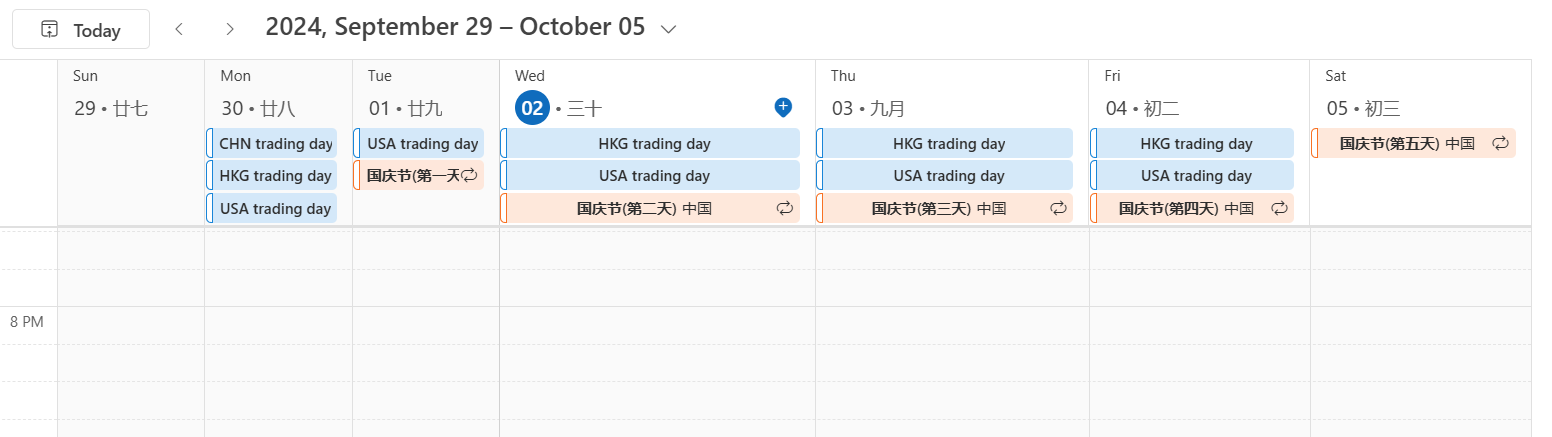 Today
2024, September 29 – October 05
Sun
Mon
Tue
Wed
Thu
Fri
Sat
29 • 廿七
30 • 廿八
01 • 廿九
02 • 三十
03 • 九月
04 • 初二
05 • 初三
CHN trading day
USA trading day
HKG trading day
HKG trading day
HKG trading day
国庆节(第五天) 中国
HKG trading day
国庆节(第一天
USA trading day
USA trading day
USA trading day
USA trading day
国庆节(第二天) 中国
国庆节(第三天) 中国
国庆节(第四天) 中国
8 PM